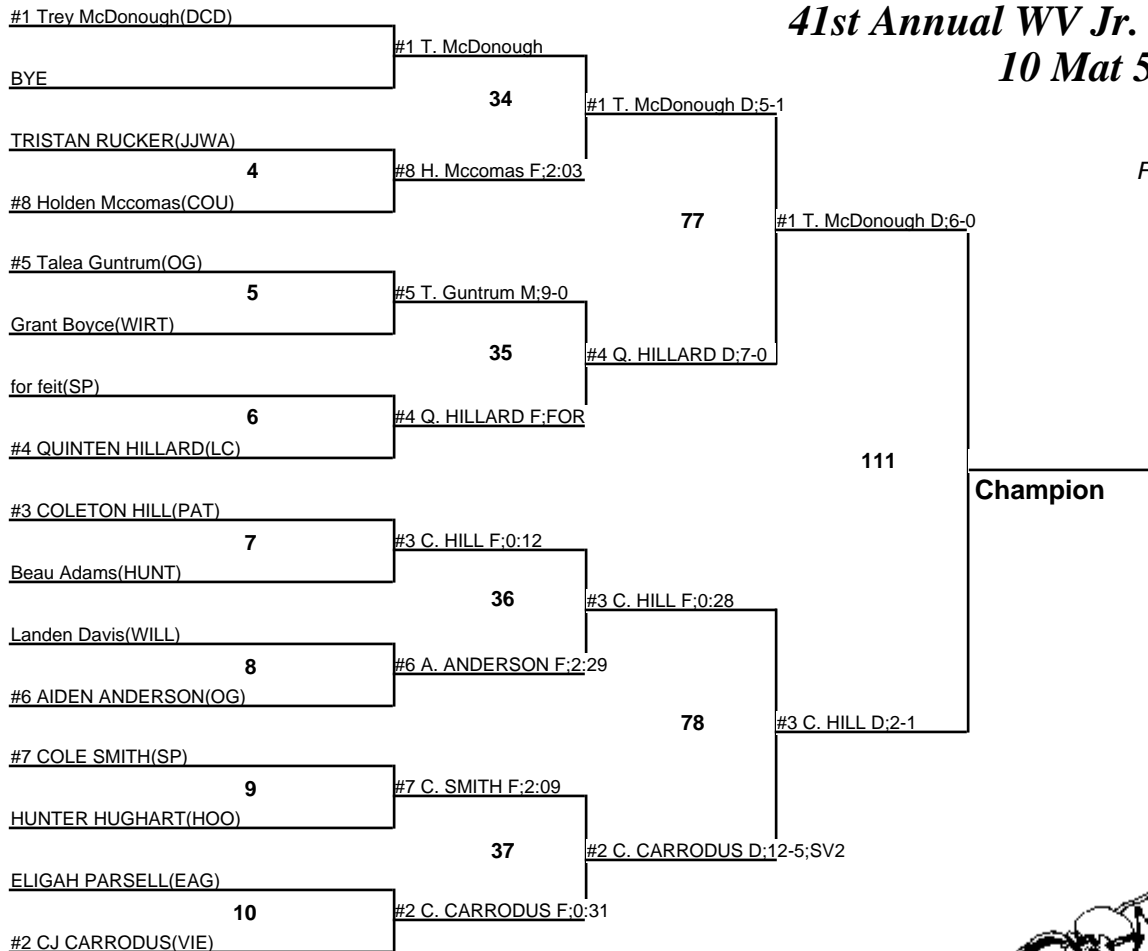 41st Annual WV Jr.
10 Mat 5
F
#1 Trey McDonough(DCD)
BYE
TRISTAN RUCKER(JJWA)
4
#8 Holden Mccomas(COU)
#5 Talea Guntrum(OG)
5
Grant Boyce(WIRT)
for feit(SP)
6
#4 QUINTEN HILLARD(LC)
#3 COLETON HILL(PAT)
7
Beau Adams(HUNT)
Landen Davis(WILL)
8
#6 AIDEN ANDERSON(OG)
#7 COLE SMITH(SP)
9
HUNTER HUGHART(HOO)
ELIGAH PARSELL(EAG)
10
#2 CJ CARRODUS(VIE)
#1 T. McDonough
34
#8 H. Mccomas F;2:03
#5 T. Guntrum M;9-0
35
#4 Q. HILLARD F;FOR
#3 C. HILL F;0:12
36
#6 A. ANDERSON F;2:29
#7 C. SMITH F;2:09
37
#2 C. CARRODUS F;0:31
#1 T. McDonough D;5-1
77
#4 Q. HILLARD D;7-0
#3 C. HILL F;0:28
78
#2 C. CARRODUS D;12-5;SV2
#1 T. McDonough D;6-0
111
#3 C. HILL D;2-1
Champion